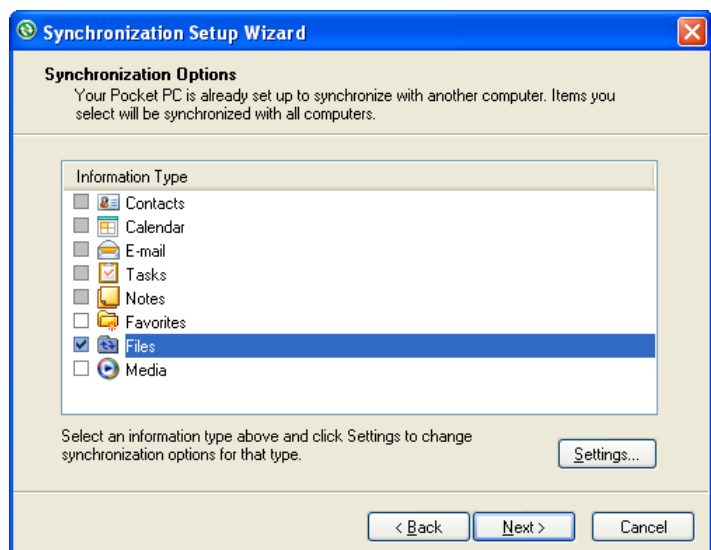 Synchronization Setup Wizard
Synchronization Options
Your Pocket PC is already set up to synchronize with another computer. Items you
select will be synchronized with all computers.
Information Type
Contacts
Calendar
E-mail
Tasks
Notes
Favorites
Files
Media
Select an information type above and click Settings to change
synchronization options for that type.
Settings...
< Back
Next >
Cancel